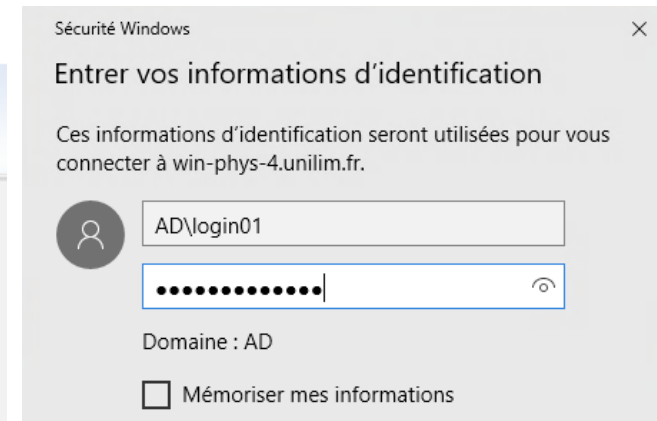 Sécurité Windows
Entrer vos informations d’identification
Ces informations d’identification seront utilisées pour vous
connecter à win-phys-4.unilim.fr.
AD\login01
●●●●●●●●●●●●●
Domaine : AD
Mémoriser mes informations